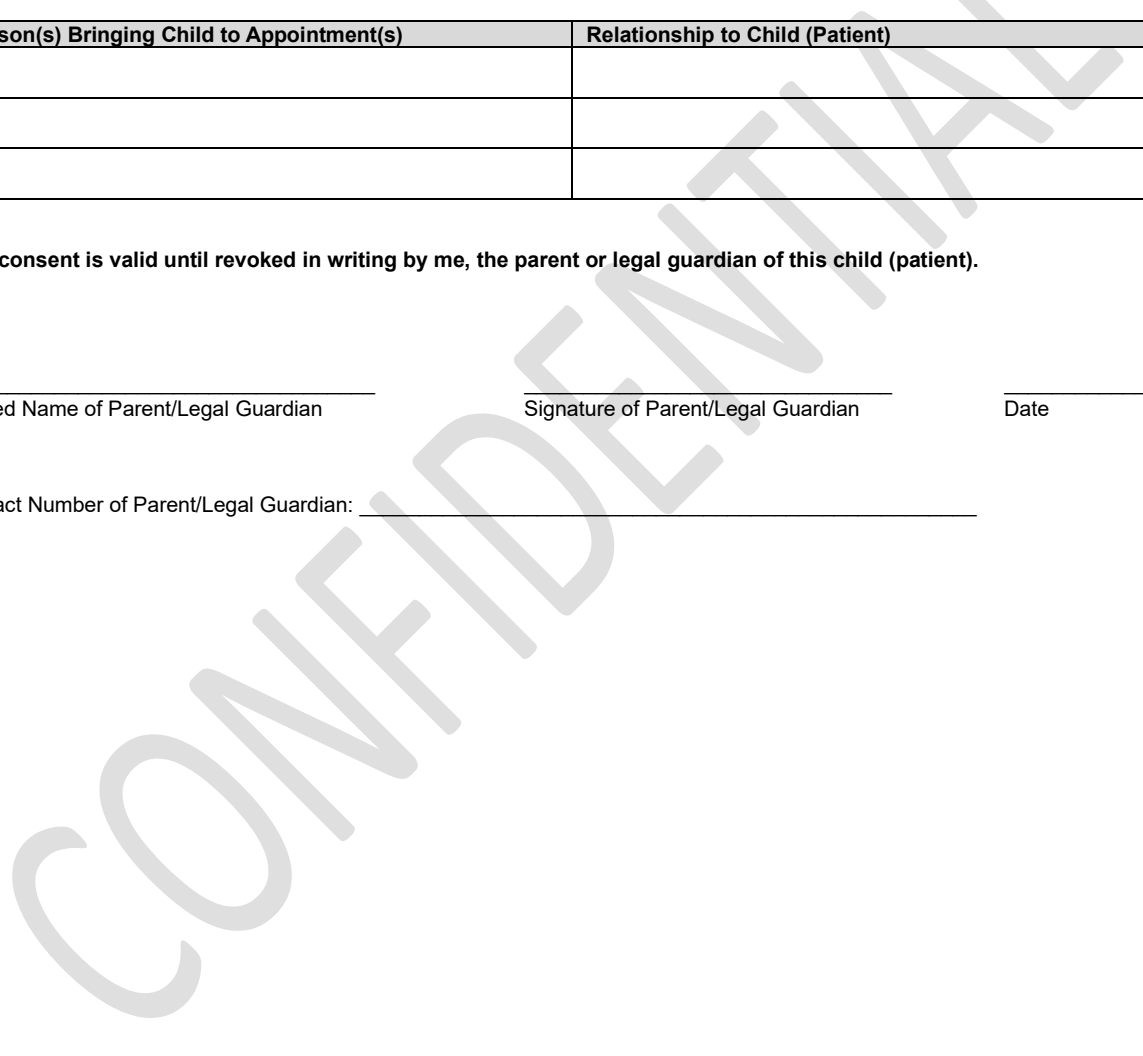 son(s) Bringing Child to Appointment(s) Relationship to Child (Patient)
consent is valid until revoked in writing by me, the parent or legal guardian of this child (patient).
ed Name of Parent/Legal Guardian Signature of Parent/Legal Guardian Date
act Number of Parent/Legal Guardian:
CONFIDENTIAL